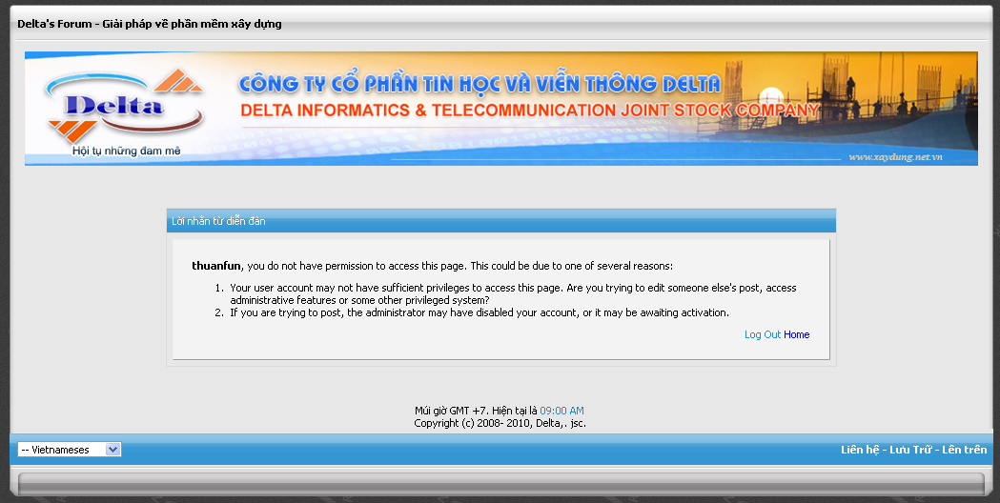 Delta's Forum - Giải pháp về phần mềm xây dựng
Delta
Hội tụ những đam mê
CÔNG TY CỔ PHẦN TIN HỌC VÀ VIỄN THÔNG DELTA
DELTA INFORMATICS & TELECOMMUNICATION JOINT STOCK COMPANY
www.xaydung.net.vn
Lời nhắn từ diễn đàn
thuanfun, you do not have permission to access this page. This could be due to one of several reasons:
1. Your user account may not have sufficient privileges to access this page. Are you trying to edit someone else's post, access
administrative features or some other privileged system?
2. If you are trying to post, the administrator may have disabled your account, or it may be awaiting activation.
Log Out Home
Múi giờ GMT +7. Hiện tại là 09:00 AM
Copyright (c) 2008- 2010, Delta,. jsc.
-- Vietnameses
Liên hệ - Lưu Trữ - Lên trên